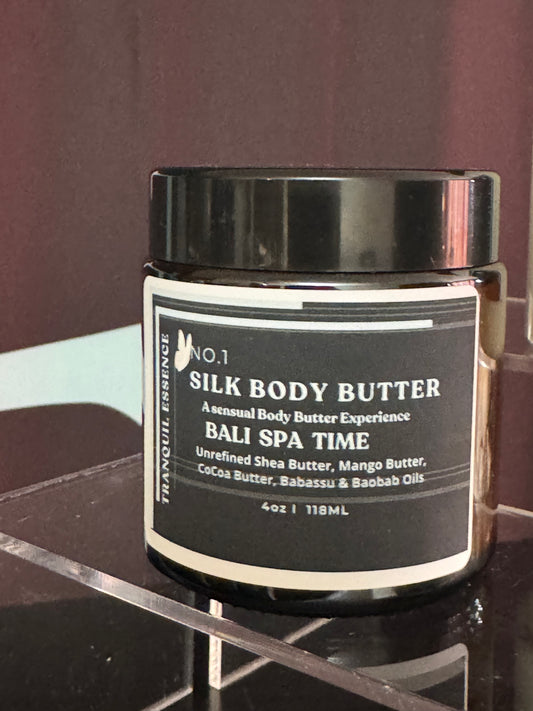 TRANQUIL ESSENCE
NO.1
SILK BODY BUTTER
A sensual Body Butter Experience
BALI SPA TIME
Unrefined Shea Butter, Mango Butter,
CoCoa Butter, Babassu & Baobab Oils
4oz I 118ML